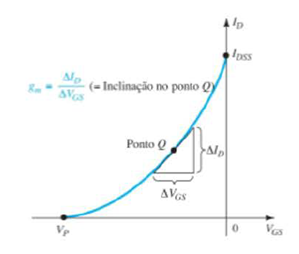 I_D
I_DSS
g_m = ΔI_D / ΔV_GS (= Inclinação no ponto Q)
Ponto Q
ΔI_D
ΔV_GS
V_P
0
V_GS